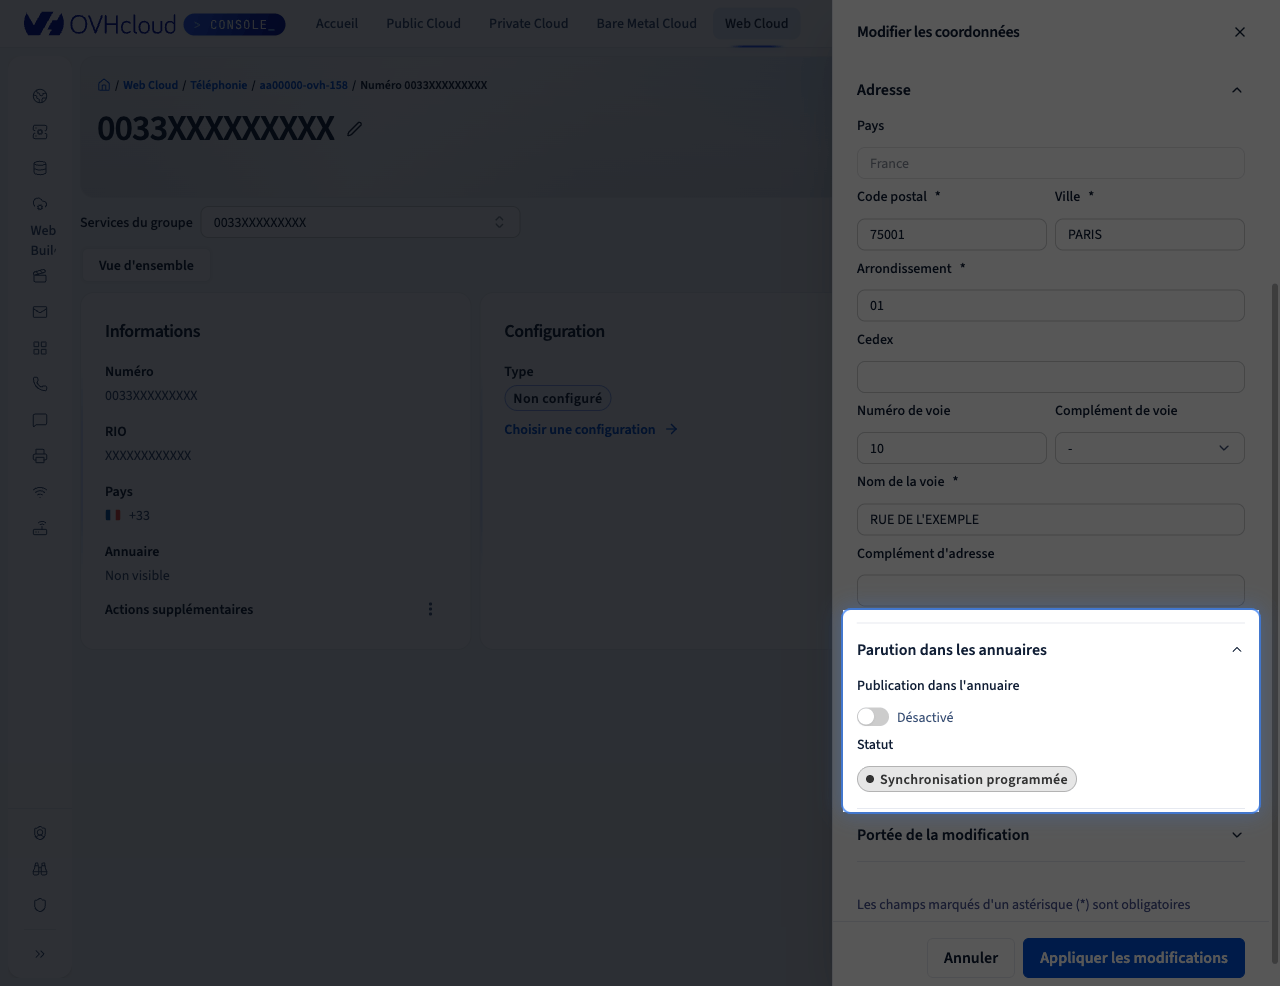 OVHcloud > CONSOLE_ Accueil Public Cloud Private Cloud Bare Metal Cloud Web Cloud
/ Web Cloud / Téléphonie / aa00000-ovh-158 / Numéro 0033XXXXXXXXX
0033XXXXXXXXX
Services du groupe 0033XXXXXXXXX
Vue d'ensemble
Web
Buil
Informations
Numéro
0033XXXXXXXXX
RIO
XXXXXXXXXXXX
Pays
+33
Annuaire
Non visible
Actions supplémentaires
Configuration
Type
Non configuré
Choisir une configuration →
Modifier les coordonnées
Adresse
Pays
France
Code postal * Ville *
75001 PARIS
Arrondissement *
01
Cedex
Numéro de voie Complément de voie
10 -
Nom de la voie *
RUE DE L'EXEMPLE
Complément d'adresse
Parution dans les annuaires
Publication dans l'annuaire
Désactivé
Statut
Synchronisation programmée
Portée de la modification
Les champs marqués d'un astérisque (*) sont obligatoires
Annuler Appliquer les modifications